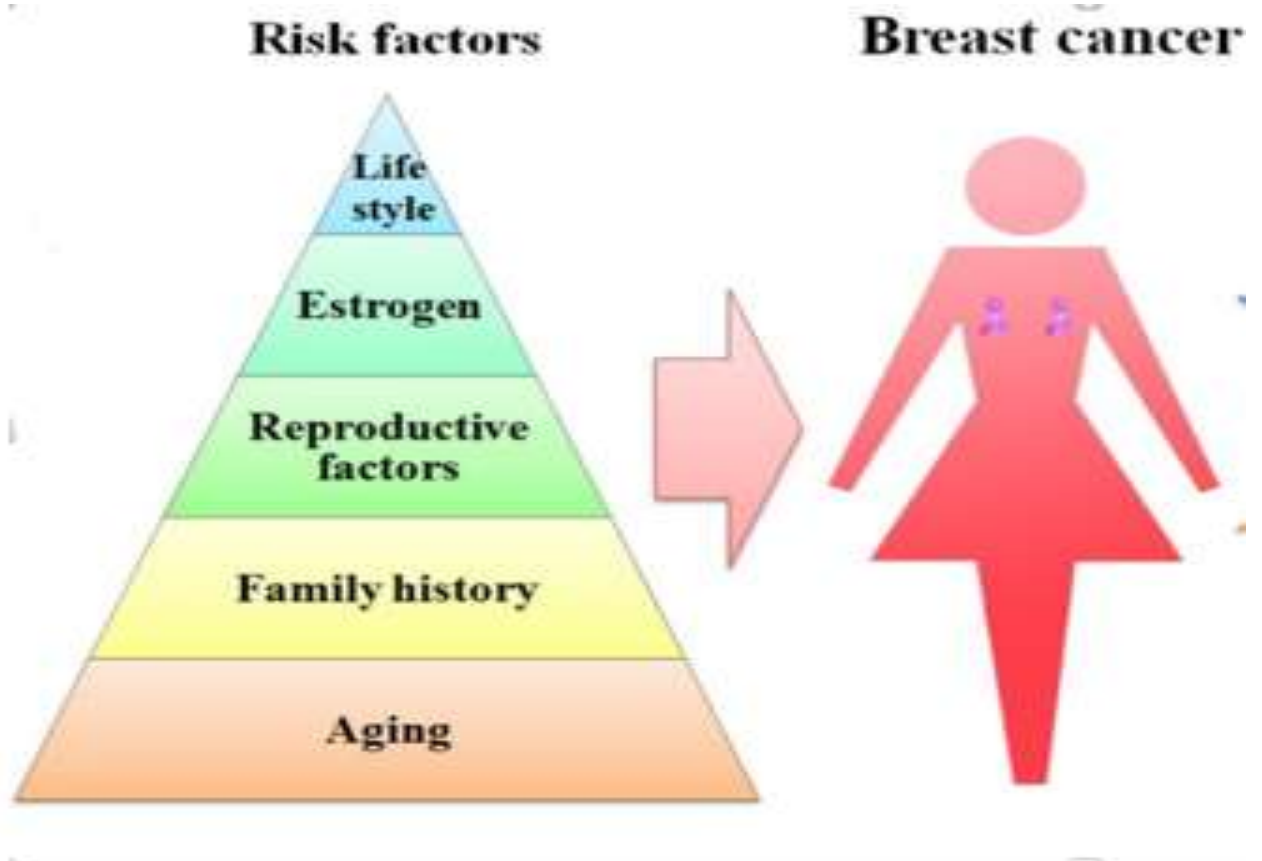 Risk factors
Breast cancer
Life
style
Estrogen
Reproductive
factors
Family history
Aging